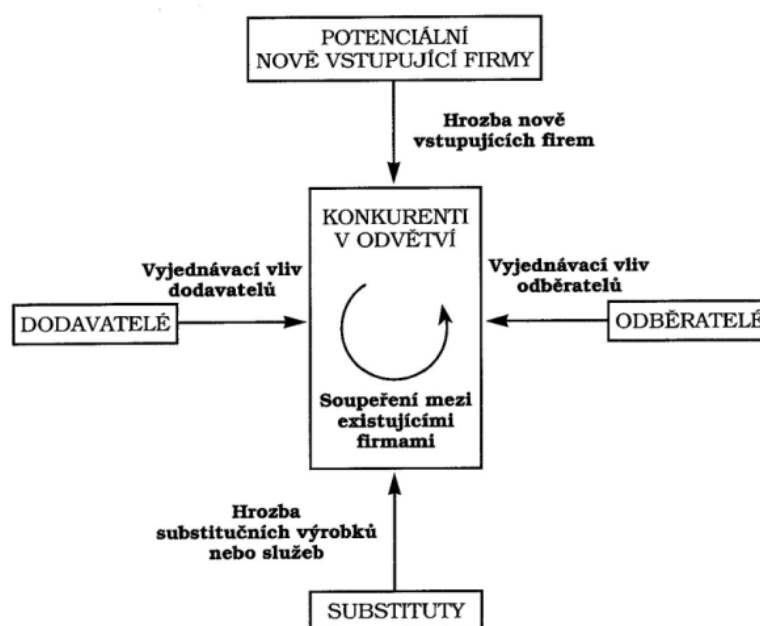 POTENCIÁLNÍ
NOVĚ VSTUPUJÍCÍ FIRMY
Hrozba nově
vstupujících firem
KONKURENTI
V ODVĚTVÍ
Vyjednávací vliv
dodavatelů
Vyjednávací vliv
odběratelů
DODAVATELÉ
ODBĚRATELÉ
Soupeření mezi
existujícími
firmami
Hrozba
substitučních výrobků
nebo služeb
SUBSTITUTY